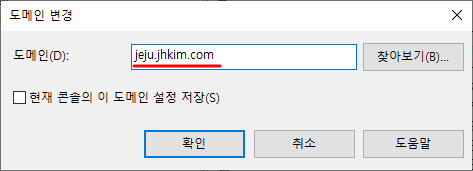 도메인 변경
도메인(D):
jeju.jhkim.com
찾아보기(B)...
현재 콘솔의 이 도메인 설정 저장(S)
확인
취소
도움말